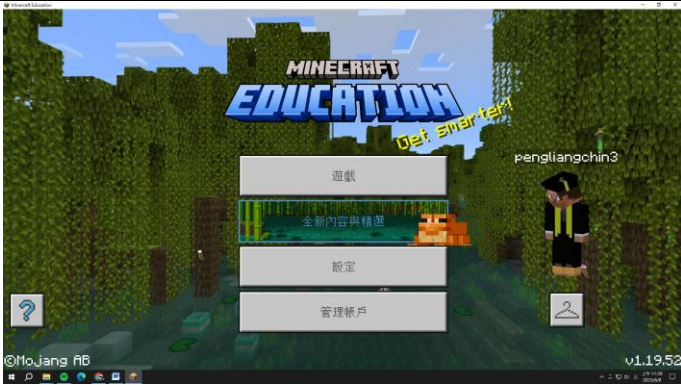 Minecraft Education
MINECRAFT
EDUCATION
Get smarter!
pengliangchin3
遊戲
全新內容與精選
設定
管理帳戶
?
©Mojang AB
v1.19.52